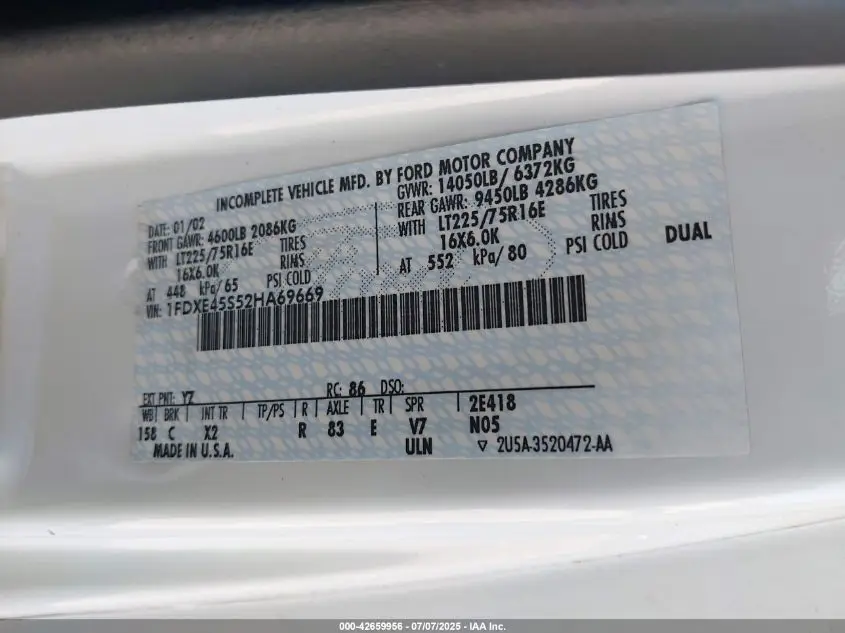 INCOMPLETE VEHICLE MFD. BY FORD MOTOR COMPANY
DATE: 01/02 GVWR: 14050LB/ 6372KG
FRONT GAWR: 4600LB 2086KG REAR GAWR: 9450LB 4286KG
WITH LT225/75R16E TIRES WITH LT225/75R16E TIRES
16X6.0K RINS 16X6.0K RINS DUAL
AT 448 kPa/65 PSI COLD AT 552 kPa/80 PSI COLD
VIN: 1FDXE45S52HA69669
EXT PNT: YZ RC: 86 DSO:
WB BRK INT TR TP/PS R AXLE TR SPR 2E418
158 C X2 R 83 E V7 N05
MADE IN U.S.A. ULN 2U5A-3520472-AA
000-42659956 - 07/07/2025 - IAA Inc.